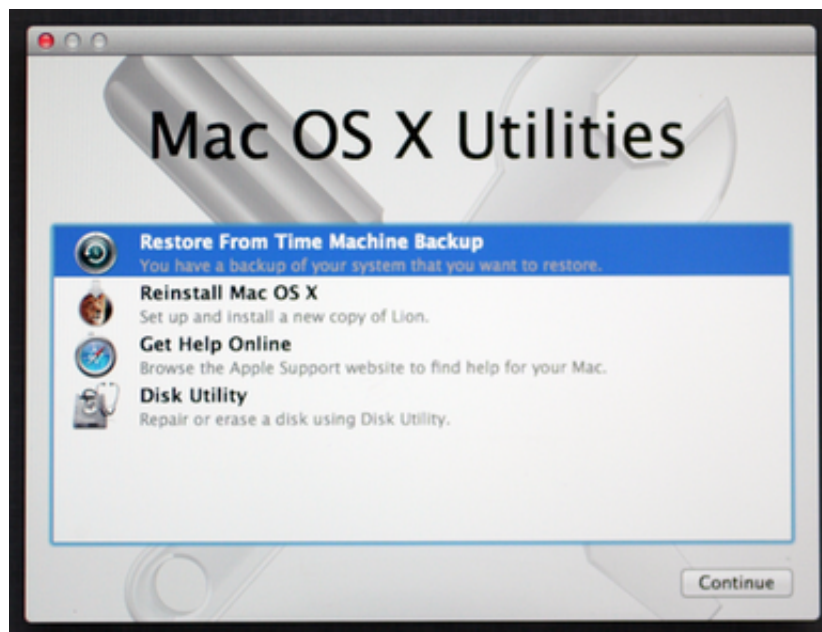 Mac OS X Utilities
Restore From Time Machine Backup
You have a backup of your system that you want to restore.
Reinstall Mac OS X
Set up and install a new copy of Lion.
Get Help Online
Browse the Apple Support website to find help for your Mac.
Disk Utility
Repair or erase a disk using Disk Utility.
Continue